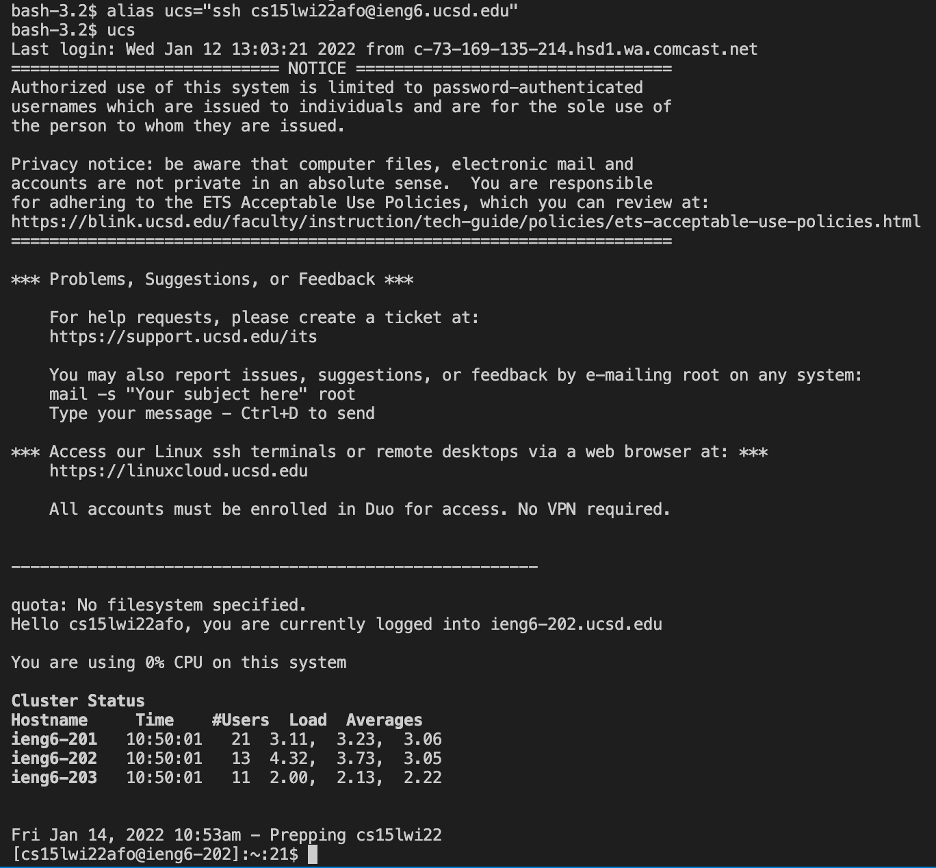 bash-3.2$ alias ucs="ssh cs15lwi22afo@ieng6.ucsd.edu"
bash-3.2$ ucs
Last login: Wed Jan 12 13:03:21 2022 from c-73-169-135-214.hsd1.wa.comcast.net
============================ NOTICE =================================
Authorized use of this system is limited to password-authenticated
usernames which are issued to individuals and are for the sole use of
the person to whom they are issued.

Privacy notice: be aware that computer files, electronic mail and
accounts are not private in an absolute sense.  You are responsible
for adhering to the ETS Acceptable Use Policies, which you can review at:
https://blink.ucsd.edu/faculty/instruction/tech-guide/policies/ets-acceptable-use-policies.html
=====================================================================

*** Problems, Suggestions, or Feedback ***

    For help requests, please create a ticket at:
    https://support.ucsd.edu/its

    You may also report issues, suggestions, or feedback by e-mailing root on any system:
    mail -s "Your subject here" root
    Type your message - Ctrl+D to send

*** Access our Linux ssh terminals or remote desktops via a web browser at: ***
    https://linuxcloud.ucsd.edu

    All accounts must be enrolled in Duo for access. No VPN required.

-------------------------------------------------------

quota: No filesystem specified.
Hello cs15lwi22afo, you are currently logged into ieng6-202.ucsd.edu

You are using 0% CPU on this system

Cluster Status
Hostname     Time    #Users  Load  Averages
ieng6-201   10:50:01   21  3.11,  3.23,  3.06
ieng6-202   10:50:01   13  4.32,  3.73,  3.05
ieng6-203   10:50:01   11  2.00,  2.13,  2.22

Fri Jan 14, 2022 10:53am - Prepping cs15lwi22
[cs15lwi22afo@ieng6-202]:~:21$